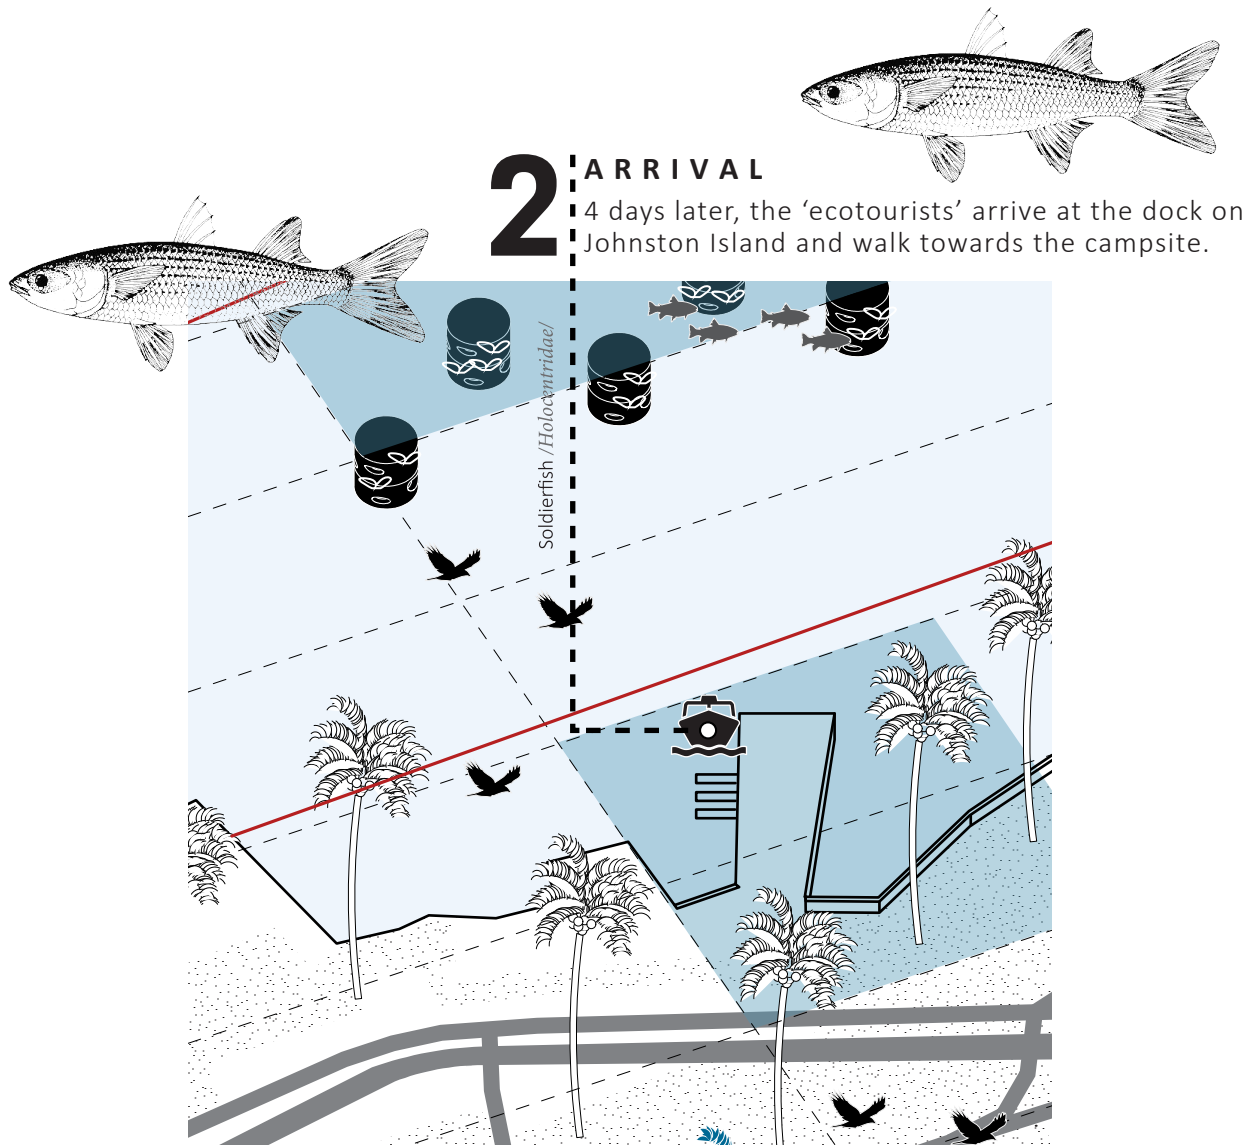 2
ARRIVAL
4 days later, the ‘ecotourists’ arrive at the dock on
Johnston Island and walk towards the campsite.
Soldierfish /Holocentridae/